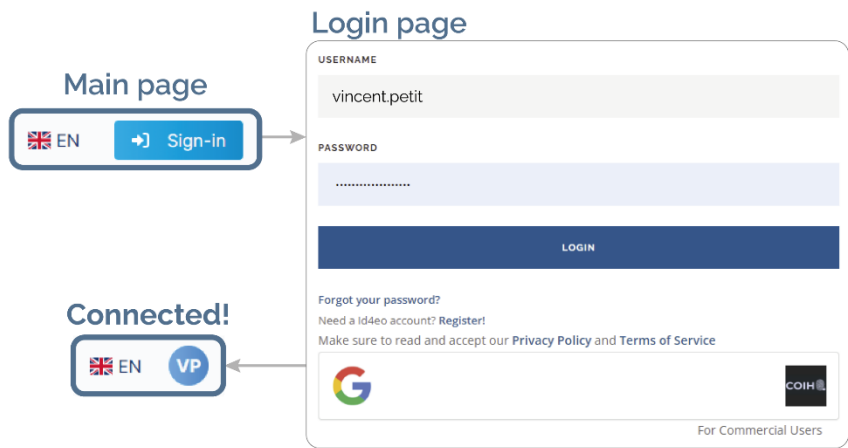 Login page
USERNAME
vincent.petit
Main page
EN
Sign-in
PASSWORD
...................
LOGIN
Forgot your password?
Need a Id4eo account? Register!
Make sure to read and accept our Privacy Policy and Terms of Service
Connected!
EN
VP
G
COIH
For Commercial Users